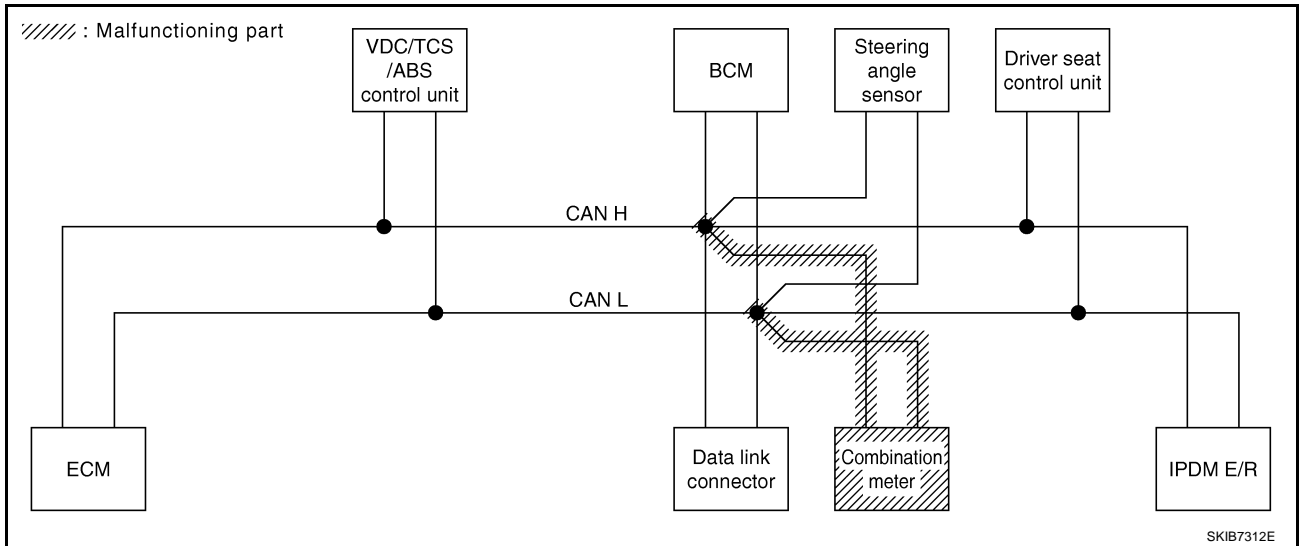 : Malfunctioning part
VDC/TCS
/ABS
control unit
BCM
Steering
angle
sensor
Driver seat
control unit
CAN H
CAN L
ECM
Data link
connector
Combination
meter
IPDM E/R
SKIB7312E